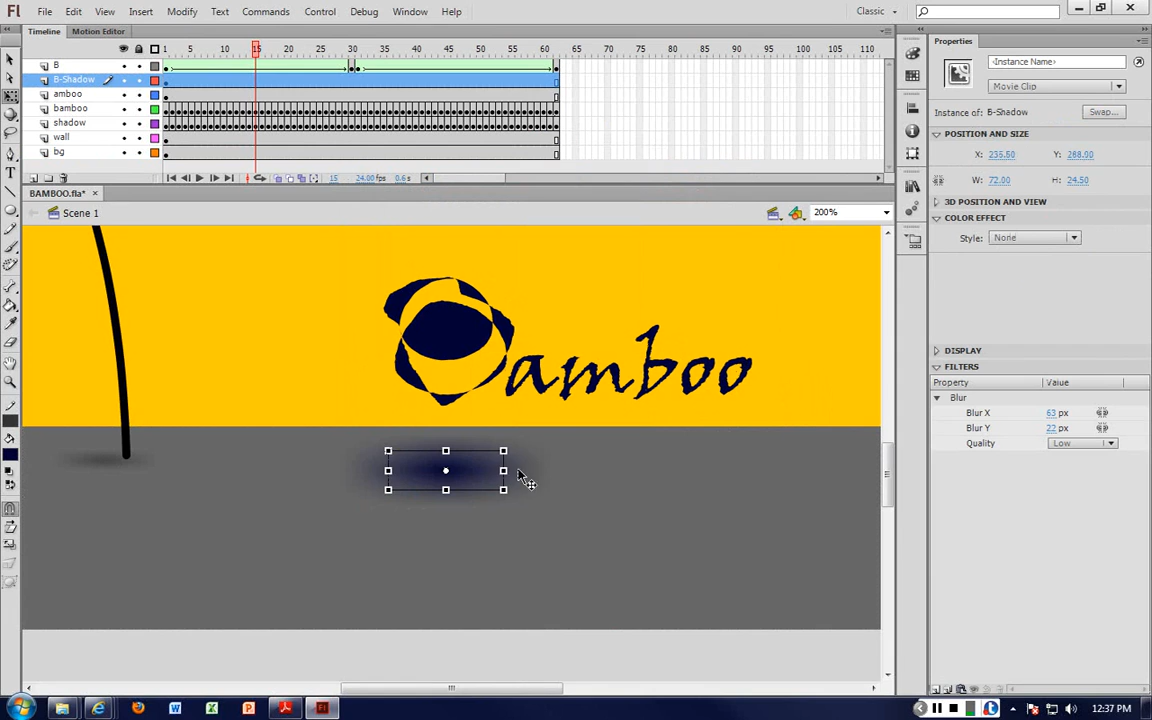 Fl File Edit View Insert Modify Text Commands Control Debug Window Help Classic
Timeline Motion Editor
1 5 10 15 20 25 30 35 40 45 50 55 60 65 70 75 80 85 90 95 100 105 110
B
B-Shadow
amboo
bamboo
shadow
wall
bg
15 24.00 fps 0.6 s
BAMBOO.fla*
Scene 1
200%
amboo
Properties
<Instance Name>
Movie Clip
Instance of: B-Shadow Swap...
POSITION AND SIZE
X: 235.50 Y: 288.00
W: 72.00 H: 24.50
3D POSITION AND VIEW
COLOR EFFECT
Style: None
DISPLAY
FILTERS
Property Value
Blur
Blur X 63 px
Blur Y 22 px
Quality Low
12:37 PM